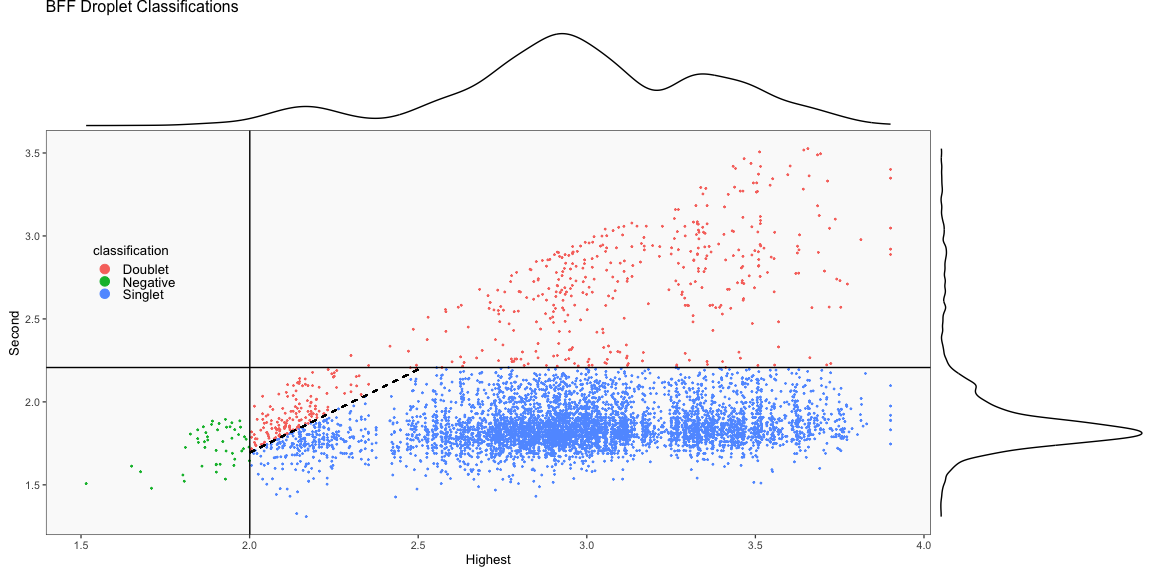 BFF Droplet Classifications
3.5
3.0
2.5
2.0
1.5
Second
classification
Doublet
Negative
Singlet
1.5 2.0 2.5 3.0 3.5 4.0
Highest